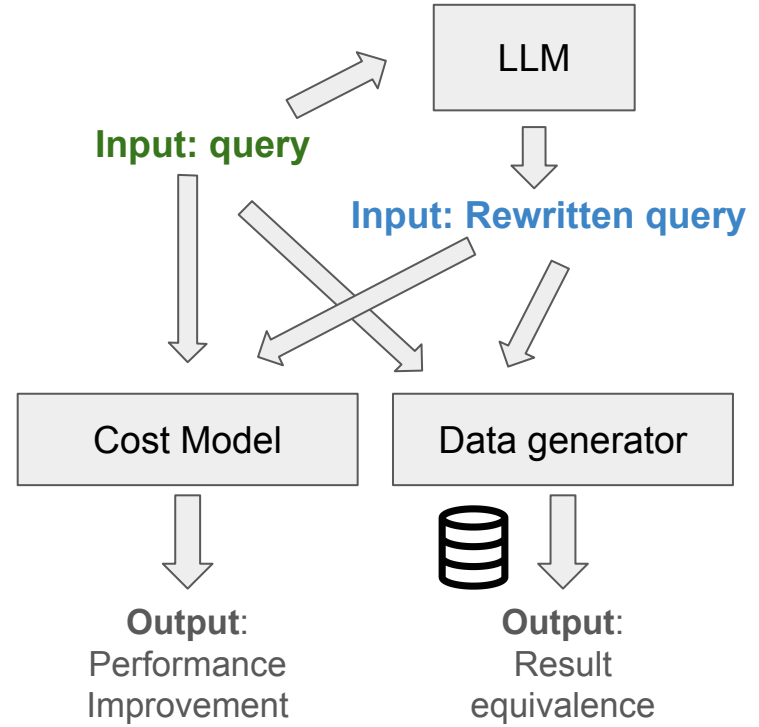 LLM
Input: query
Input: Rewritten query
Cost Model
Data generator
Output:
Performance
Improvement
Output:
Result
equivalence